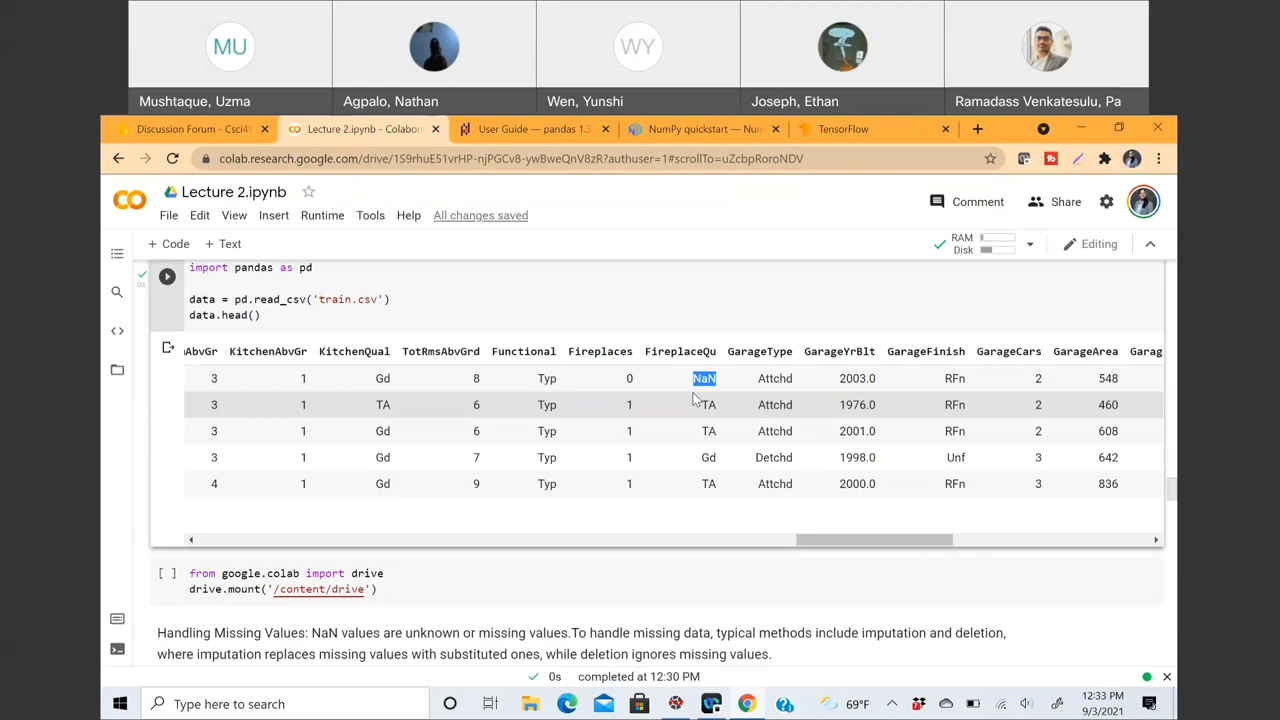 MU
WY
Mushtaque, Uzma
Agpalo, Nathan
Wen, Yunshi
Joseph, Ethan
Ramadass Venkatesulu, Pa
Discussion Forum - Csci4
Lecture 2.ipynb - Colabora
User Guide — pandas 1.3
NumPy quickstart — NumF
TensorFlow
colab.research.google.com/drive/1S9rhuE51vrHP-njPGCv8-ywBweQnV8zR?authuser=1#scrollTo=uZcbpRoroNDV
Lecture 2.ipynb
File Edit View Insert Runtime Tools Help All changes saved
Comment Share
+ Code + Text
RAM
Disk
Editing
0s
import pandas as pd
data = pd.read_csv('train.csv')
data.head()
nAbvGr KitchenAbvGr KitchenQual TotRmsAbvGrd Functional Fireplaces FireplaceQu GarageType GarageYrBlt GarageFinish GarageCars GarageArea Garag
3 1 Gd 8 Typ 0 NaN Attchd 2003.0 RFn 2 548
3 1 TA 6 Typ 1 TA Attchd 1976.0 RFn 2 460
3 1 Gd 6 Typ 1 TA Attchd 2001.0 RFn 2 608
3 1 Gd 7 Typ 1 Gd Detchd 1998.0 Unf 3 642
4 1 Gd 9 Typ 1 TA Attchd 2000.0 RFn 3 836
[ ] from google.colab import drive
drive.mount('/content/drive')
Handling Missing Values: NaN values are unknown or missing values.To handle missing data, typical methods include imputation and deletion,
where imputation replaces missing values with substituted ones, while deletion ignores missing values.
0s completed at 12:30 PM
Type here to search
69°F
12:33 PM
9/3/2021